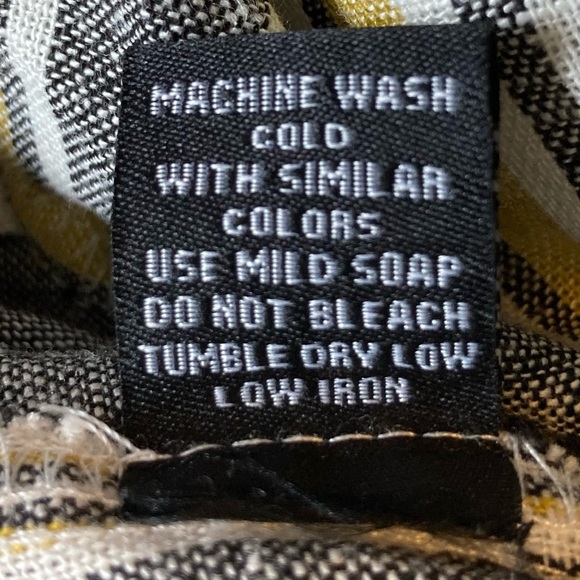 MACHINE WASH
COLD
WITH SIMILAR
COLORS
USE MILD SOAP
DO NOT BLEACH
TUMBLE DRY LOW
LOW IRON